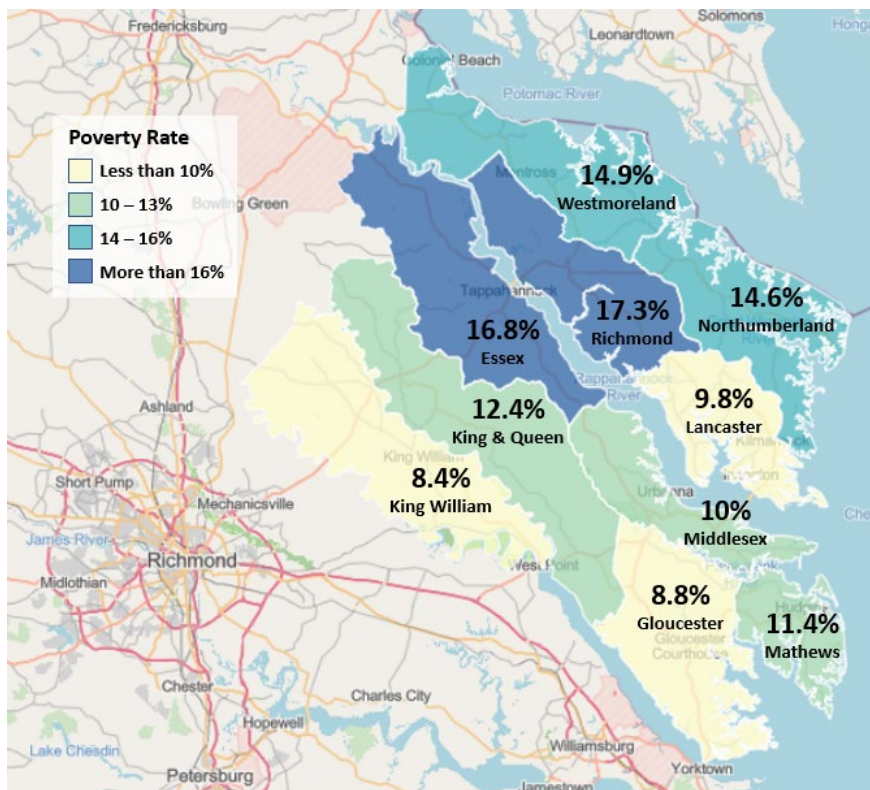 Fredericksburg
Solomons
Leonardtown
Colonial Beach
Potomac River
Poverty Rate
Less than 10%
10 – 13%
14 – 16%
More than 16%
Bowling Green
Montross
14.9%
Westmoreland
Tappahannock
14.6%
Northumberland
River
17.3%
Richmond
16.8%
Essex
Rappahannock
River
9.8%
Lancaster
Kilmarnock
Irvington
Ashland
12.4%
King & Queen
King William
8.4%
King William
Short Pump
Mechanicsville
Urbanna
10%
Middlesex
James River
Richmond
West Point
Midlothian
8.8%
Gloucester
Gloucester
Courthouse
11.4%
Mathews
Chester
Charles City
Hopewell
Lake Chesdin
Williamsburg
Petersburg
Jamestown
Yorktown